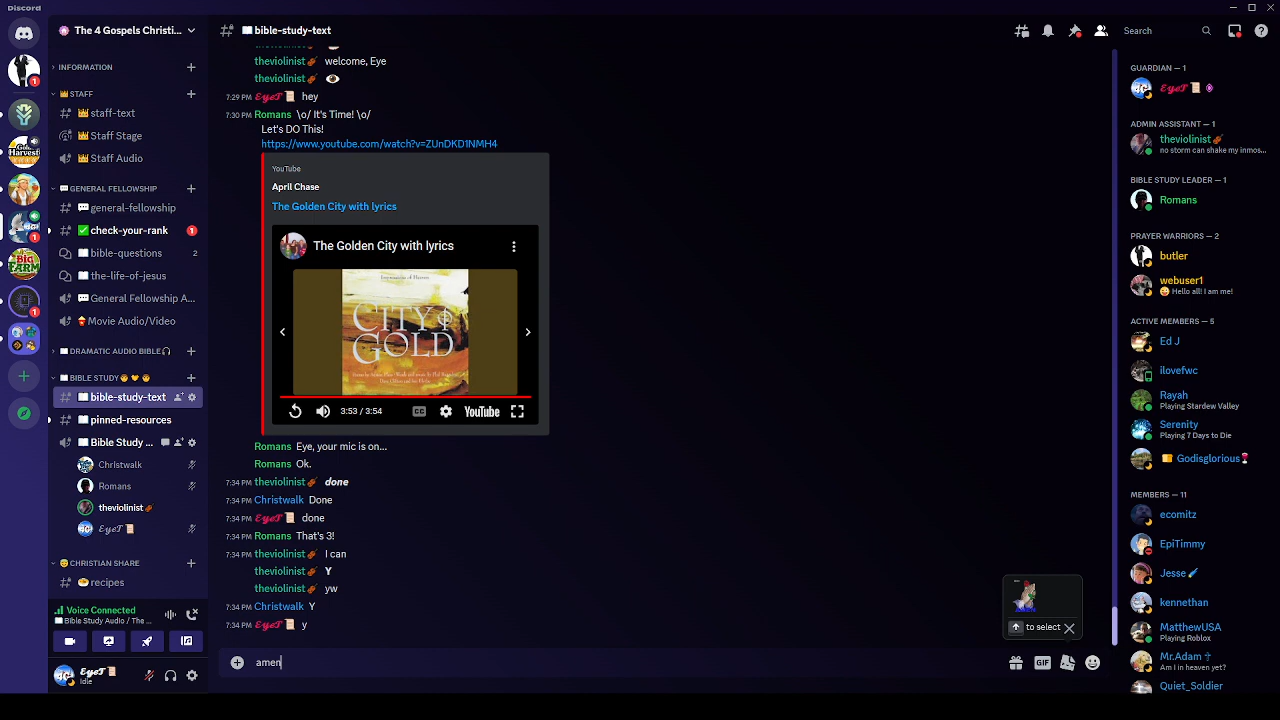 Discord
The 4 Gospels Christi...
bible-study-text
Search
INFORMATION
STAFF
staff-text
Staff Stage
Staff Audio
GENERAL FELLOWSHIP
general-fellowship
check-your-rank
1
bible-questions
2
the-life-of-jesus
General Fellowship A...
Movie Audio/Video
DRAMATIC AUDIO BIBLE
BIBLE STUDY
bible-study-text
pinned-resources
Bible Study ...
Christwalk
Romans
theviolinist
EyeT
CHRISTIAN SHARE
recipes
Voice Connected
Bible Study Audio / The ...
EyeT
Idle
theviolinist welcome, Eye
theviolinist
7:29 PM EyeT hey
7:30 PM Romans \o/ It's Time! \o/
Let's DO This!
https://www.youtube.com/watch?v=ZUnDKD1NMH4
YouTube
April Chase
The Golden City with lyrics
The Golden City with lyrics
CITY of
GOLD
3:53 / 3:54
CC
YouTube
Romans Eye, your mic is on...
Romans Ok.
7:34 PM theviolinist done
7:34 PM Christwalk Done
7:34 PM EyeT done
7:34 PM Romans That's 3!
7:34 PM theviolinist I can
theviolinist Y
theviolinist yw
7:34 PM Christwalk Y
7:34 PM EyeT y
to select
amen
GIF
GUARDIAN — 1
EyeT
ADMIN ASSISTANT — 1
theviolinist
no storm can shake my inmos...
BIBLE STUDY LEADER — 1
Romans
PRAYER WARRIORS — 2
butler
webuser1
Hello all! I am me!
ACTIVE MEMBERS — 5
Ed J
ilovefwc
Rayah
Playing Stardew Valley
Serenity
Playing 7 Days to Die
Godisglorious
MEMBERS — 11
ecomitz
EpiTimmy
Jesse
kennethan
MatthewUSA
Playing Roblox
Mr.Adam ✝
Am I in heaven yet?
Quiet_Soldier